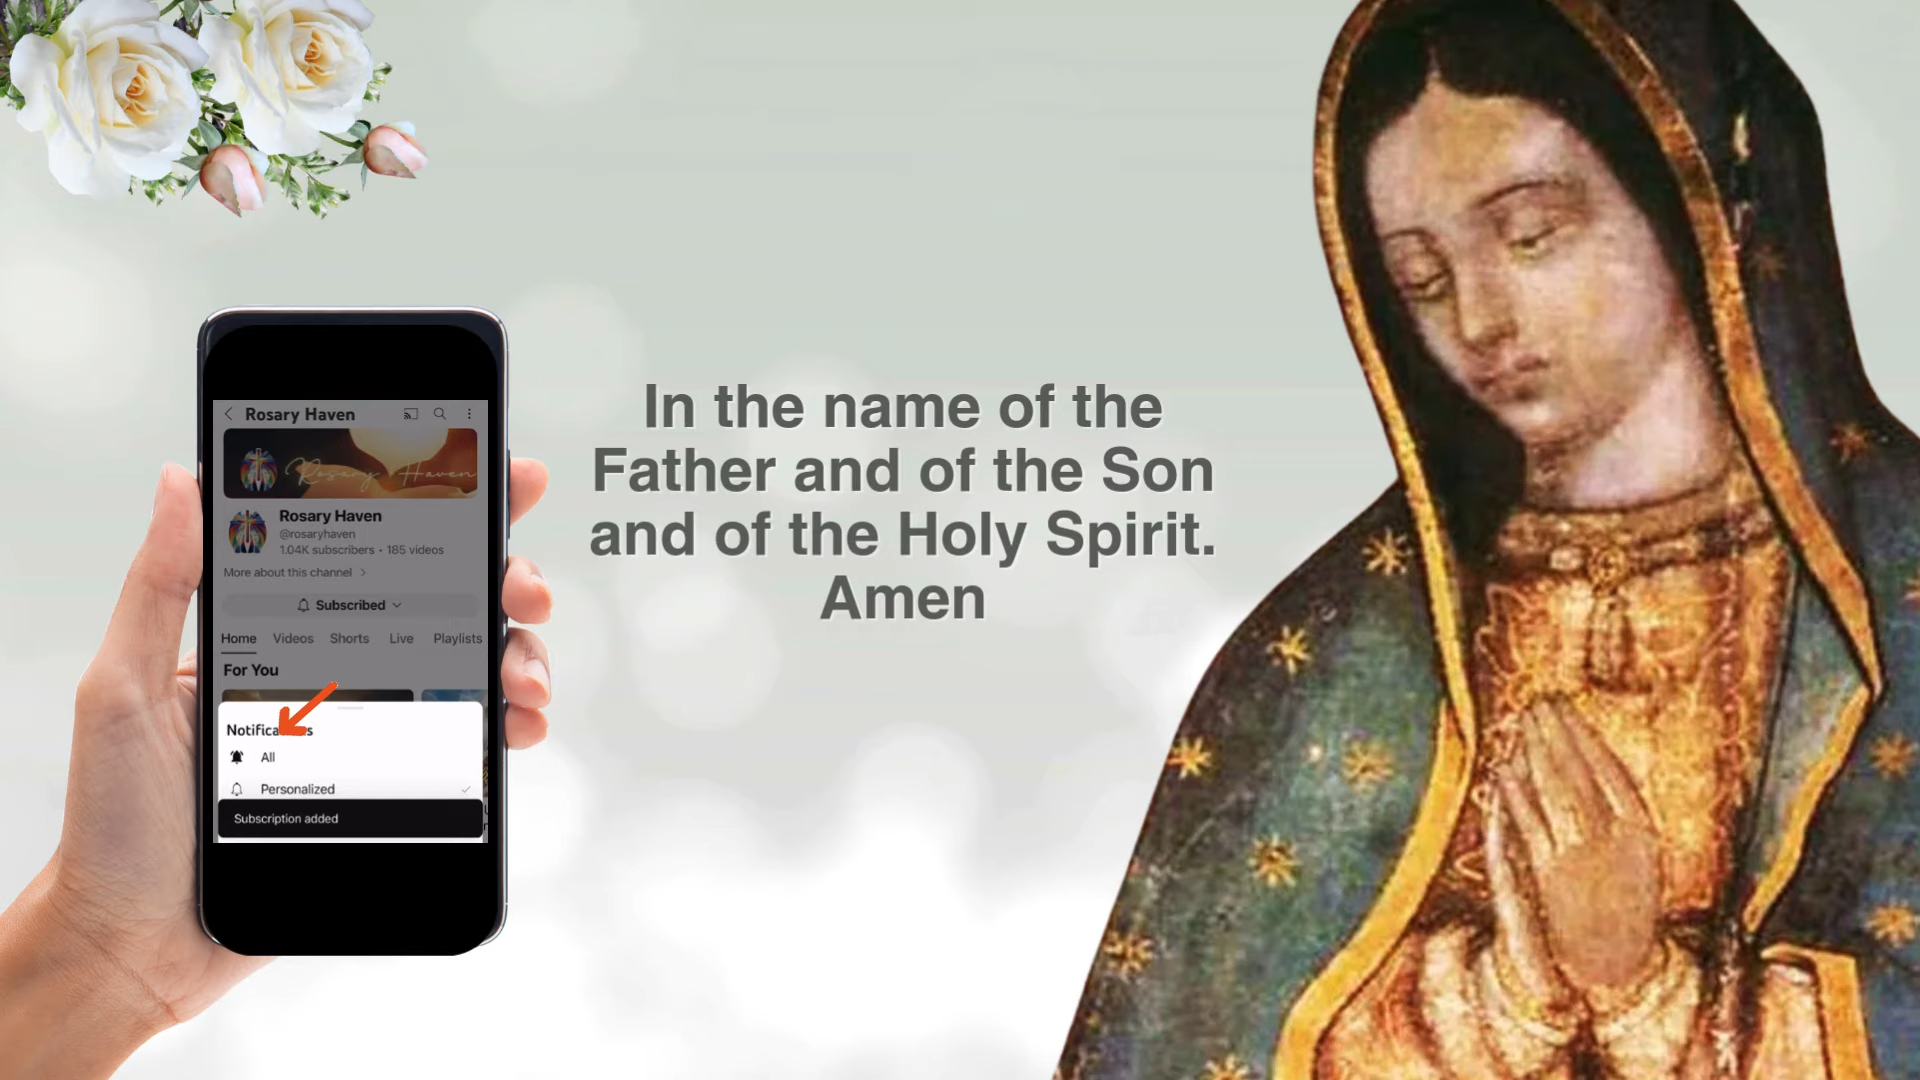 In the name of the
Father and of the Son
and of the Holy Spirit.
Amen
Rosary Haven
Rosary Haven
Rosary Haven
@rosaryhaven
1.04K subscribers • 185 videos
More about this channel
Subscribed
Home Videos Shorts Live Playlists
For You
All
Personalized
Subscription added